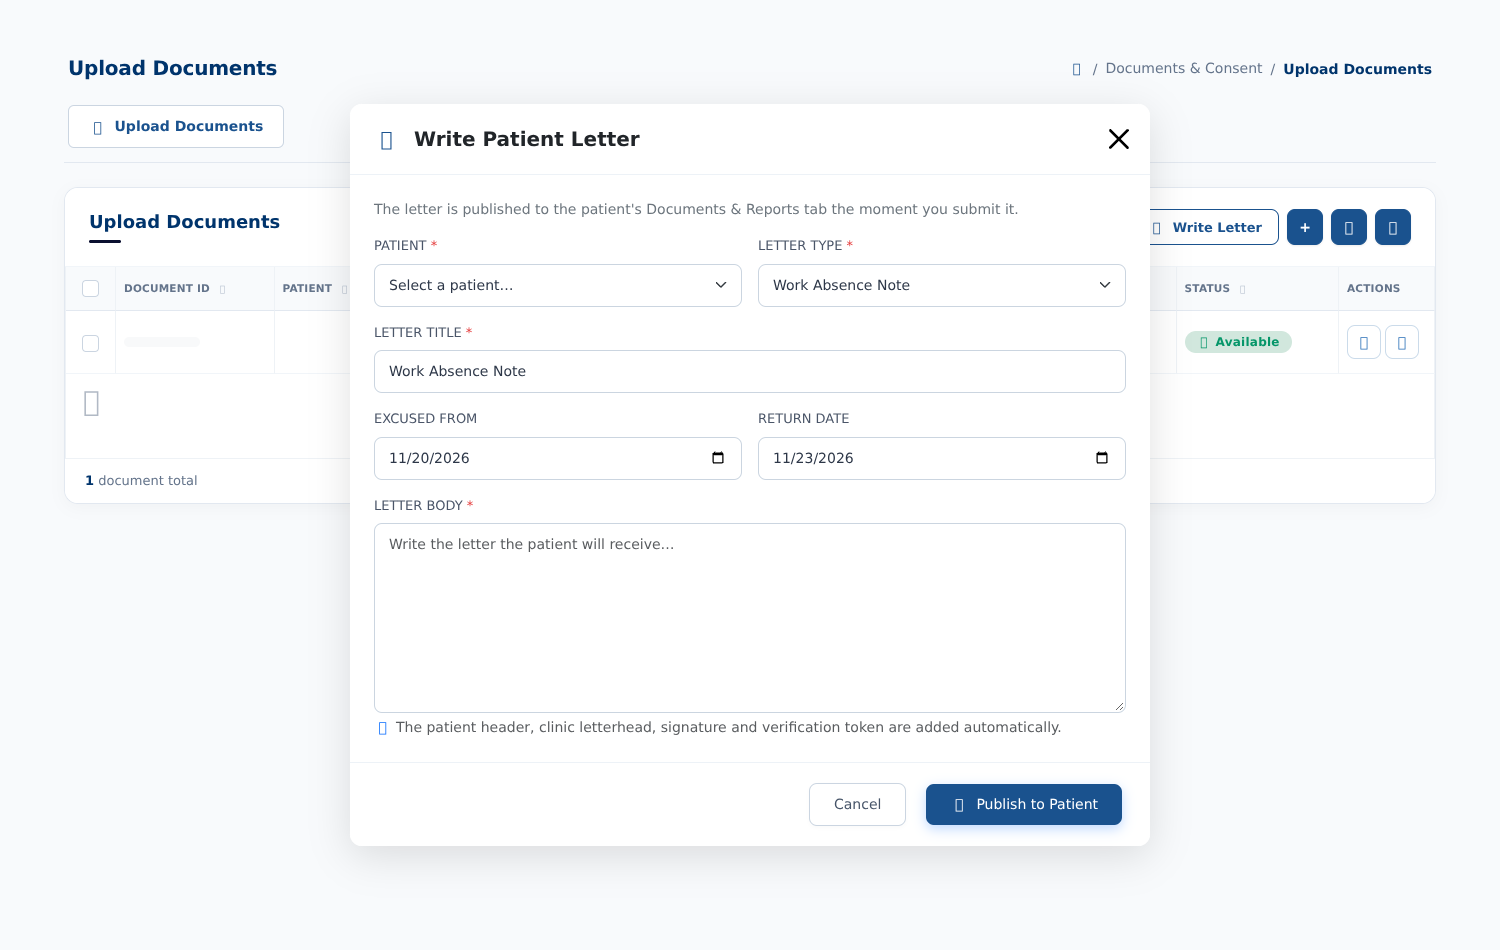 Upload Documents
/ Documents & Consent / Upload Documents
Upload Documents
Write Patient Letter
The letter is published to the patient's Documents & Reports tab the moment you submit it.
PATIENT *
LETTER TYPE *
Select a patient...
Work Absence Note
LETTER TITLE *
Work Absence Note
EXCUSED FROM
RETURN DATE
11/20/2026
11/23/2026
LETTER BODY *
Write the letter the patient will receive...
The patient header, clinic letterhead, signature and verification token are added automatically.
Cancel
Publish to Patient
Upload Documents
Write Letter
+
DOCUMENT ID
PATIENT
STATUS
ACTIONS
Available
1 document total